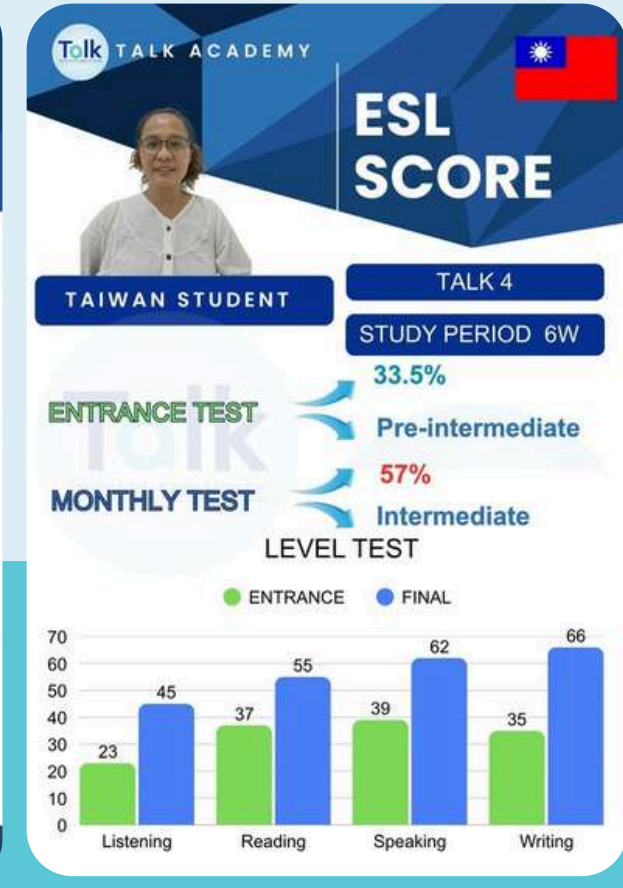 Talk TALK ACADEMY
ESL
SCORE
TAIWAN STUDENT
TALK 4
STUDY PERIOD 6W
33.5%
ENTRANCE TEST
Pre-intermediate
57%
MONTHLY TEST
Intermediate
LEVEL TEST
ENTRANCE FINAL
70
60
50
40
30
20
10
0
23 45 37 55 39 62 35 66
Listening Reading Speaking Writing
Talk